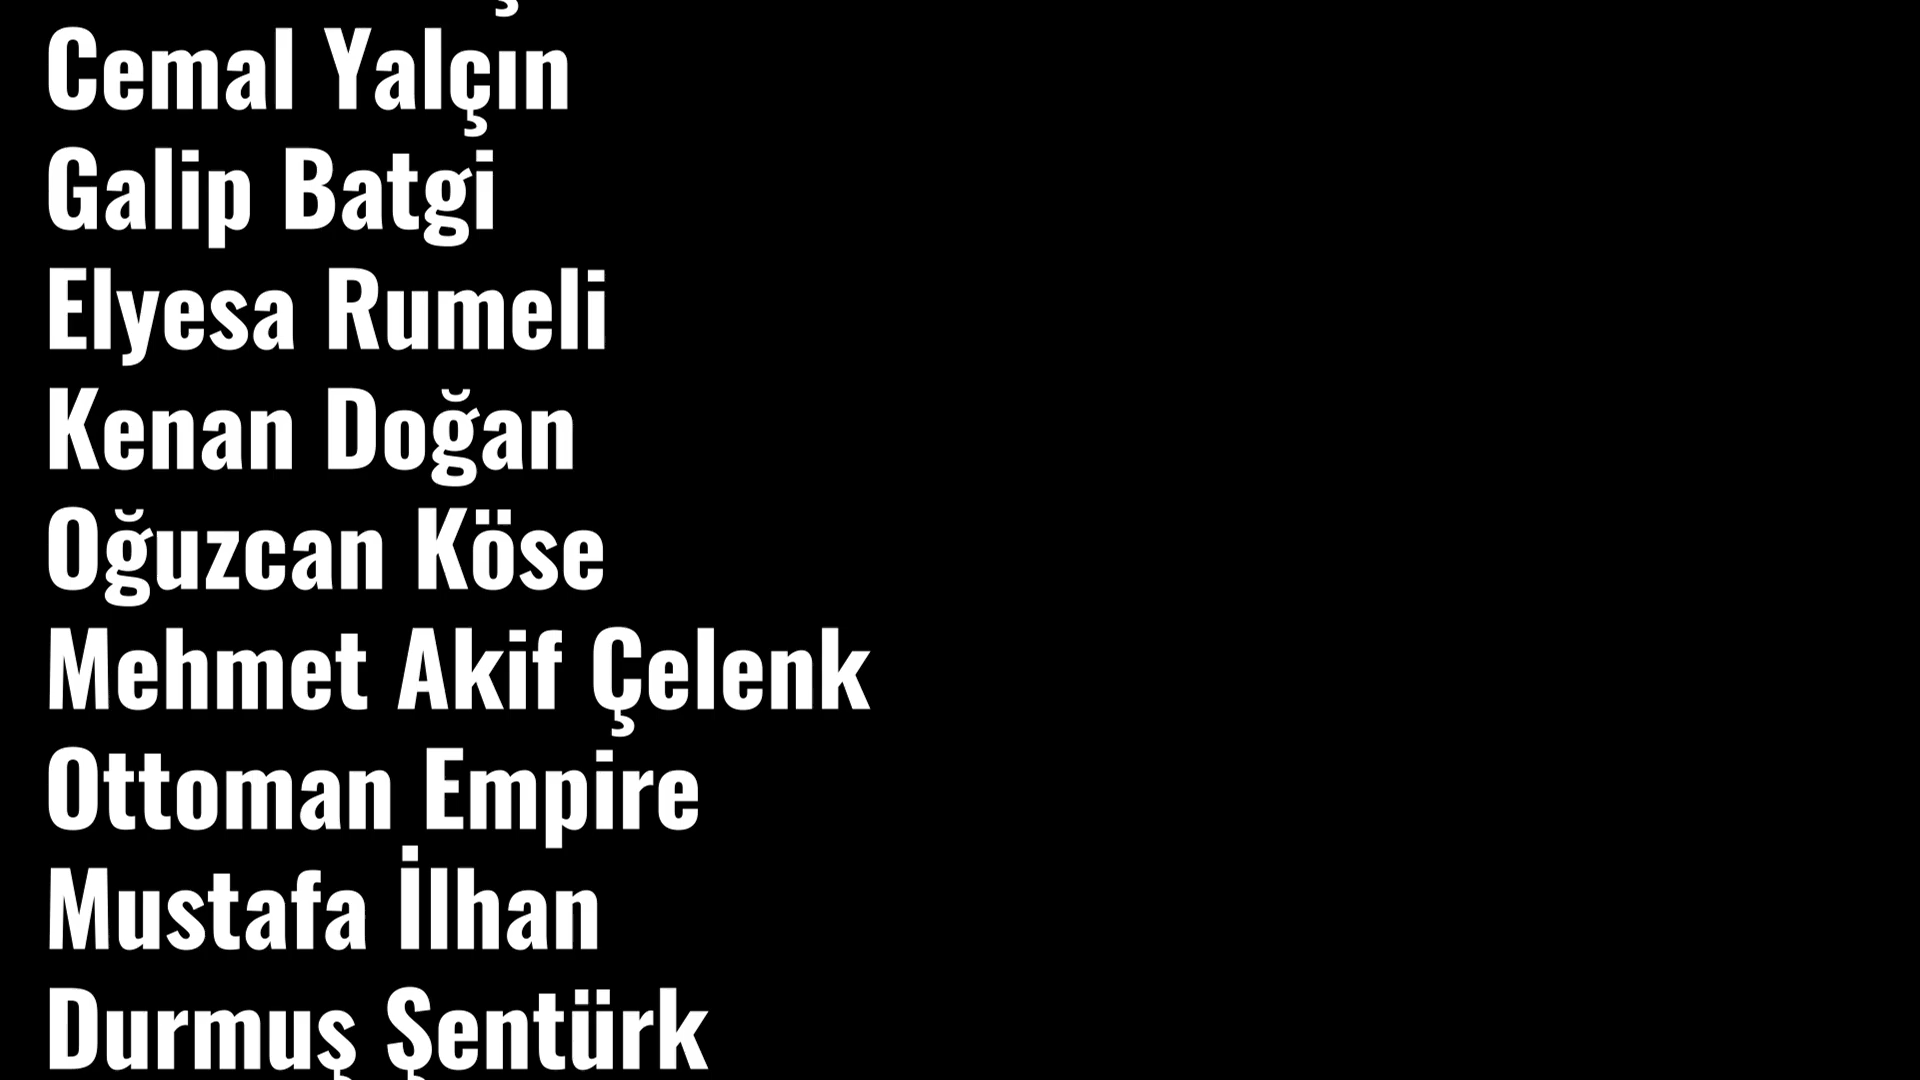 Cemal Yalçın
Galip Batgi
Elyesa Rumeli
Kenan Doğan
Oğuzcan Köse
Mehmet Akif Çelenk
Ottoman Empire
Mustafa İlhan
Durmuş Şentürk